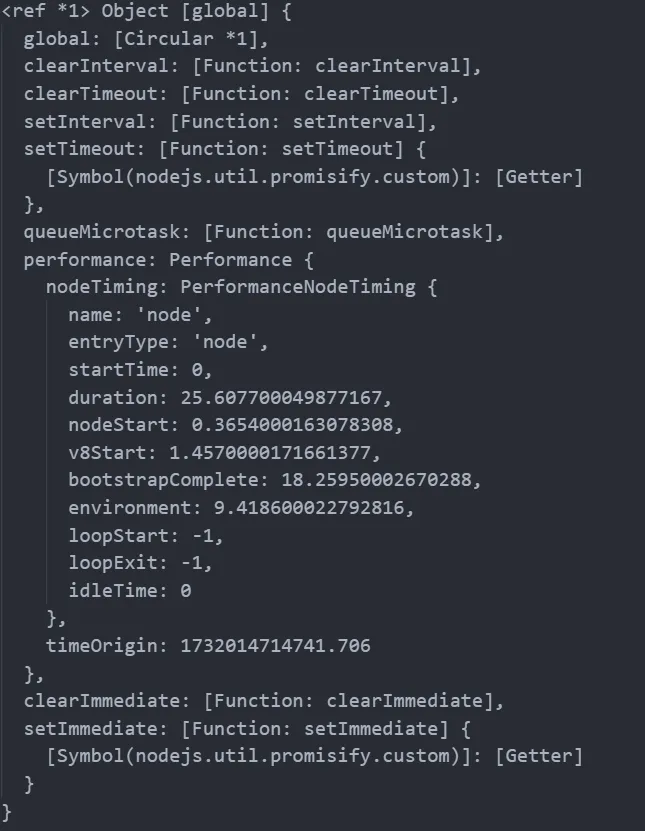 <ref *1> Object [global] {
  global: [Circular *1],
  clearInterval: [Function: clearInterval],
  clearTimeout: [Function: clearTimeout],
  setInterval: [Function: setInterval],
  setTimeout: [Function: setTimeout] {
    [Symbol(nodejs.util.promisify.custom)]: [Getter]
  },
  queueMicrotask: [Function: queueMicrotask],
  performance: Performance {
    nodeTiming: PerformanceNodeTiming {
      name: 'node',
      entryType: 'node',
      startTime: 0,
      duration: 25.607700049877167,
      nodeStart: 0.3654000163078308,
      v8Start: 1.4570000171661377,
      bootstrapComplete: 18.25950002670288,
      environment: 9.418600022792816,
      loopStart: -1,
      loopExit: -1,
      idleTime: 0
    },
    timeOrigin: 1732014714741.706
  },
  clearImmediate: [Function: clearImmediate],
  setImmediate: [Function: setImmediate] {
    [Symbol(nodejs.util.promisify.custom)]: [Getter]
  }
}